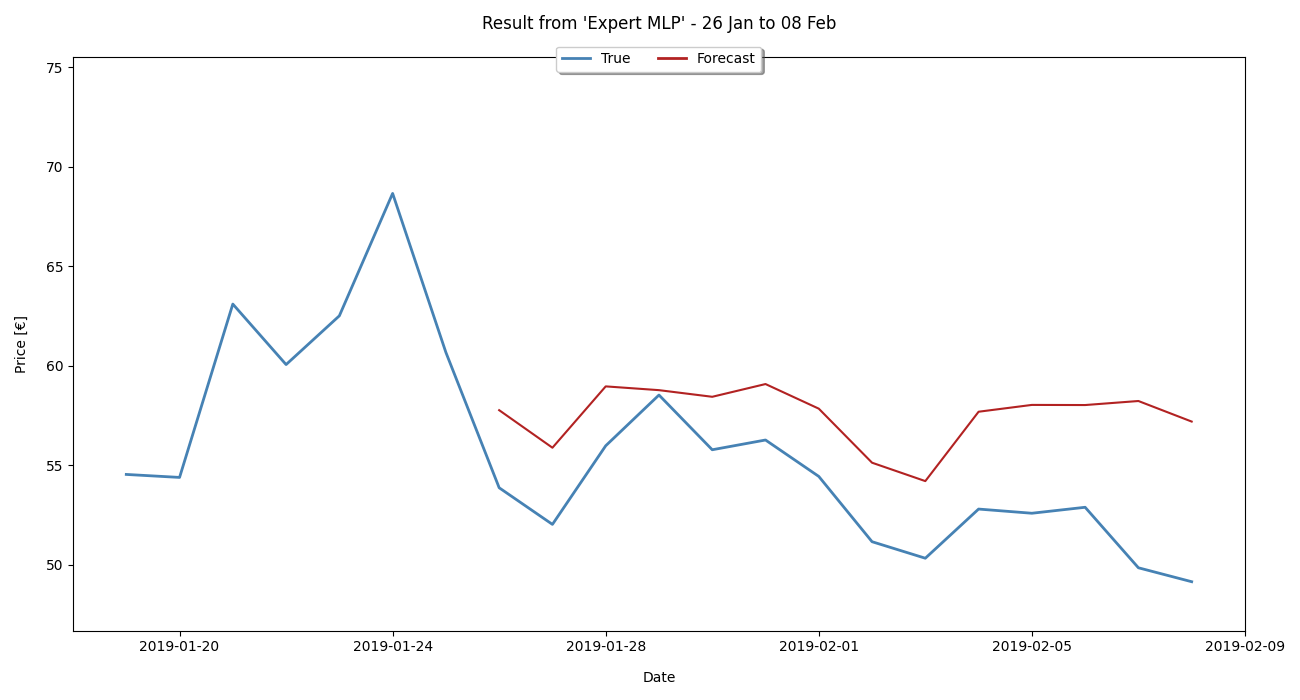 Result from 'Expert MLP' - 26 Jan to 08 Feb
True Forecast
75
70
65
60
55
50
Price [€]
2019-01-20 2019-01-24 2019-01-28 2019-02-01 2019-02-05 2019-02-09
Date